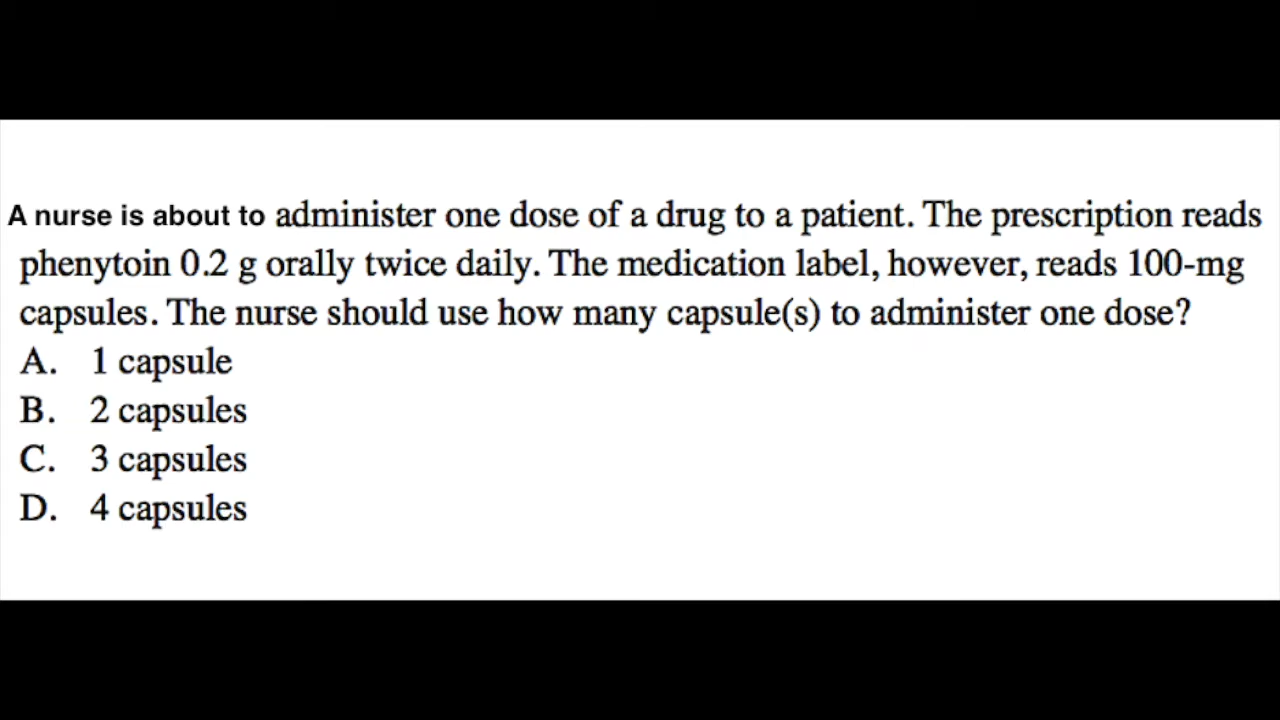 A nurse is about to administer one dose of a drug to a patient. The prescription reads
phenytoin 0.2 g orally twice daily. The medication label, however, reads 100-mg
capsules. The nurse should use how many capsule(s) to administer one dose?
A. 1 capsule
B. 2 capsules
C. 3 capsules
D. 4 capsules